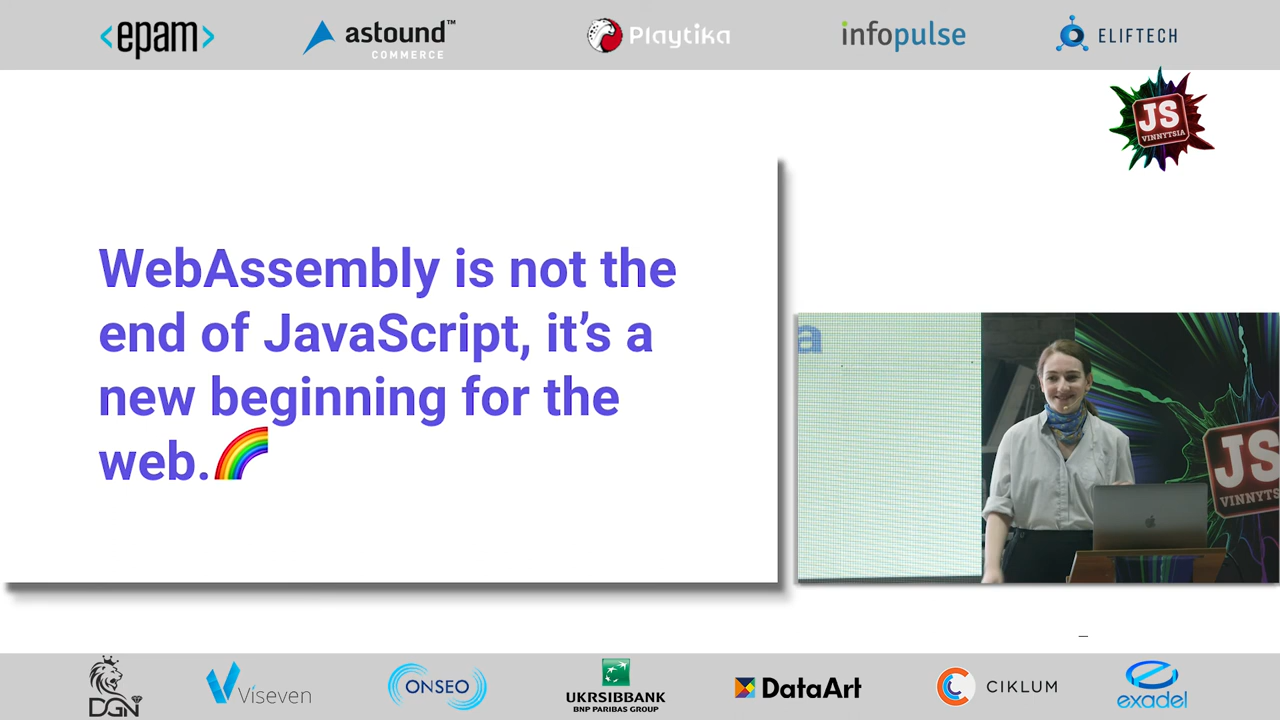 <epam>
astound™
COMMERCE
Playtika
infopulse
ELIFTECH
JS
VINNYTSIA
WebAssembly is not the
end of JavaScript, it’s a
new beginning for the
web.🌈
a
JS
VINNYTS
DGN
Viseven
ONSEO
UKRSIBBANK
BNP PARIBAS GROUP
DataArt
CIKLUM
exadel